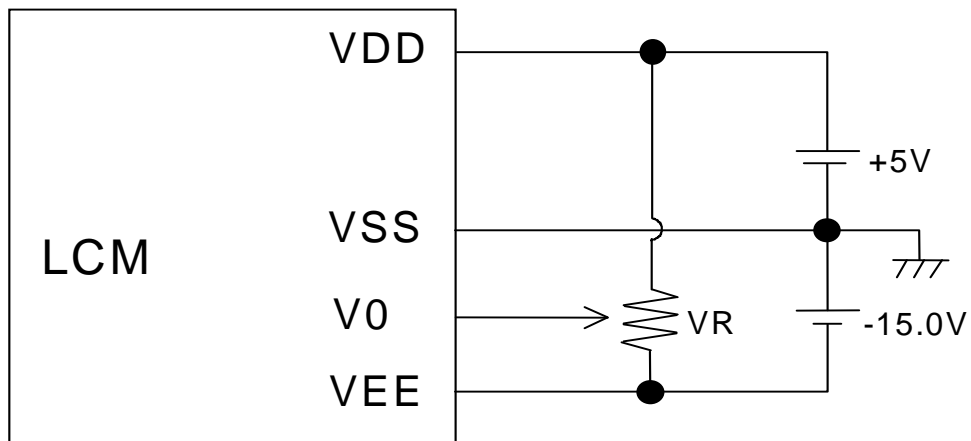 VDD
+5V
VSS
LCM
V0
VR
-15.0V
VEE